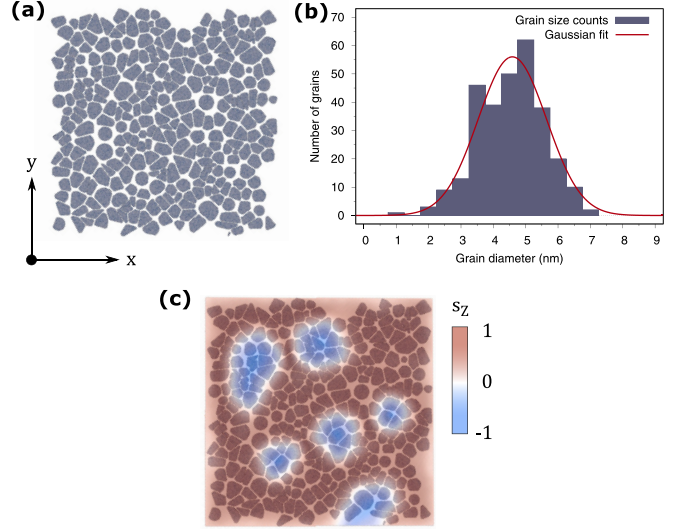 (a)
y
x
(b)
Grain size counts
Gaussian fit
Number of grains
70
60
50
40
30
20
10
0
0 1 2 3 4 5 6 7 8 9
Grain diameter (nm)
(c)
sZ
1
0
-1